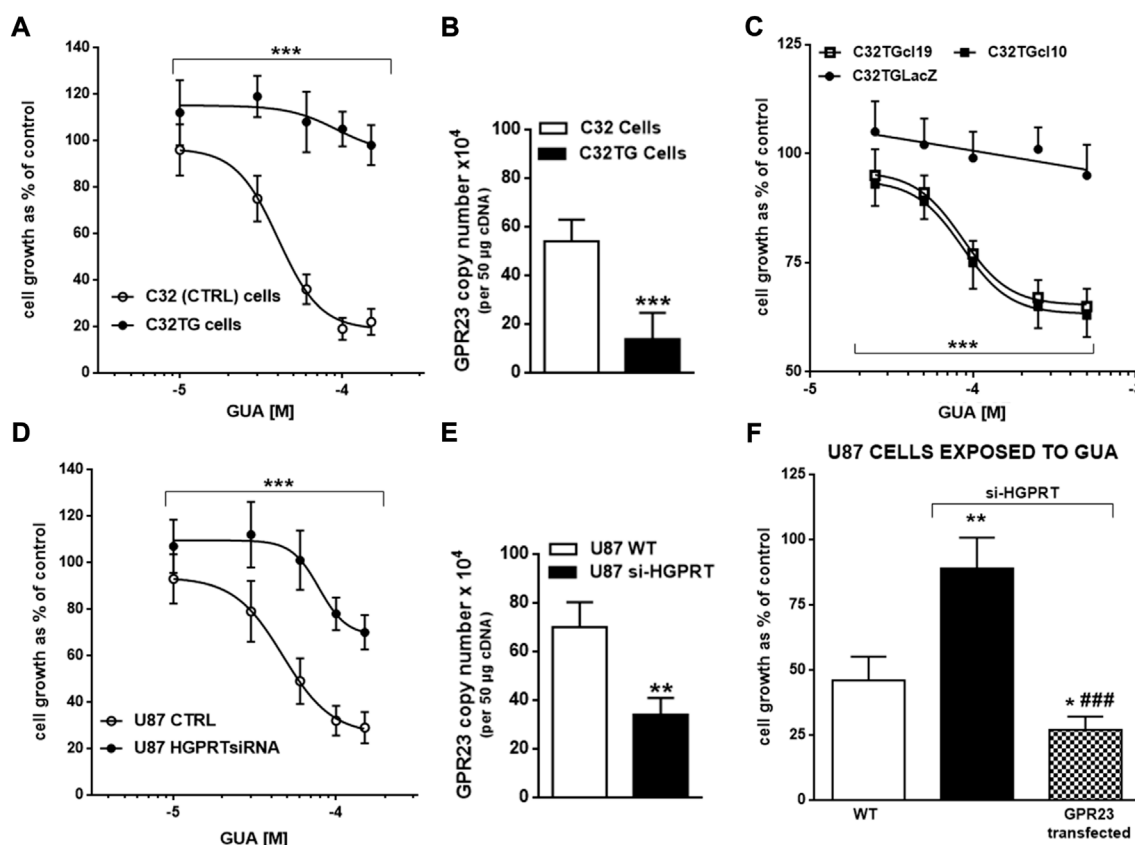 A
***
140
120
100
80
60
40
20
0
cell growth as % of control
C32 (CTRL) cells
C32TG cells
-5
-4
GUA [M]
B
100
80
60
40
20
0
GPR23 copy number x10⁴
(per 50 µg cDNA)
C32 Cells
C32TG Cells
***
C
125
100
75
50
cell growth as % of control
C32TGcl19
C32TGcl10
C32TGLacZ
***
-5
-4
-3
GUA [M]
D
***
140
120
100
80
60
40
20
0
cell growth as % of control
U87 CTRL
U87 HGPRTsiRNA
-5
-4
GUA [M]
E
100
80
60
40
20
0
GPR23 copy number x 10⁴
(per 50 µg cDNA)
U87 WT
U87 si-HGPRT
**
F
U87 CELLS EXPOSED TO GUA
125
100
75
50
25
0
cell growth as % of control
si-HGPRT
**
* ###
WT
GPR23
transfected